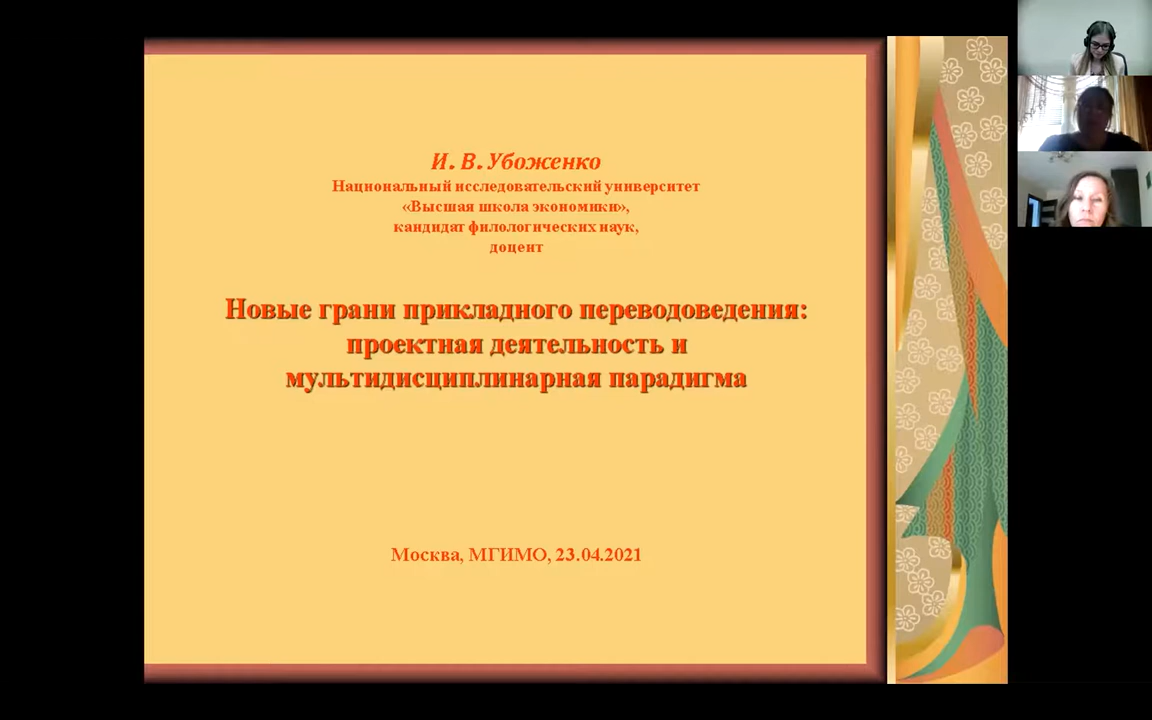 И. В. Убоженко
Национальный исследовательский университет
«Высшая школа экономики»,
кандидат филологических наук,
доцент
Новые грани прикладного переводоведения:
проектная деятельность и
мультидисциплинарная парадигма
Москва, МГИМО, 23.04.2021